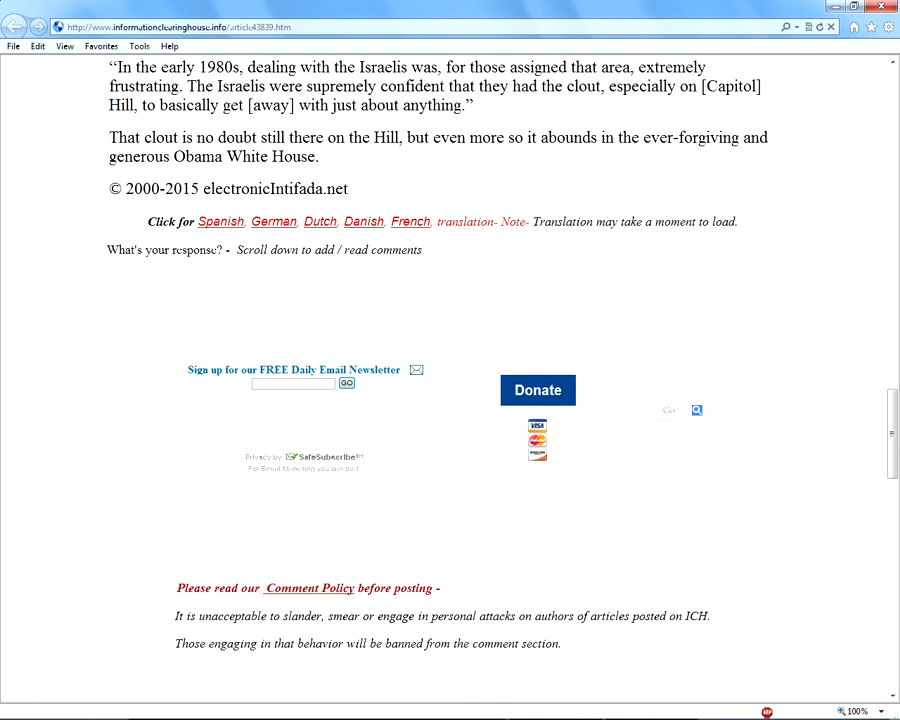 http://www.informationclearinghouse.info/article43839.htm
File Edit View Favorites Tools Help
“In the early 1980s, dealing with the Israelis was, for those assigned that area, extremely
frustrating. The Israelis were supremely confident that they had the clout, especially on [Capitol]
Hill, to basically get [away] with just about anything.”
That clout is no doubt still there on the Hill, but even more so it abounds in the ever-forgiving and
generous Obama White House.
© 2000-2015 electronicIntifada.net
Click for Spanish, German, Dutch, Danish, French, translation- Note- Translation may take a moment to load.
What's your response? - Scroll down to add / read comments
Sign up for our FREE Daily Email Newsletter
GO
Donate
Go
VISA
Privacy by SafeSubscribe
For Email Marketing you can trust
Please read our Comment Policy before posting -
It is unacceptable to slander, smear or engage in personal attacks on authors of articles posted on ICH.
Those engaging in that behavior will be banned from the comment section.
ABP
100%